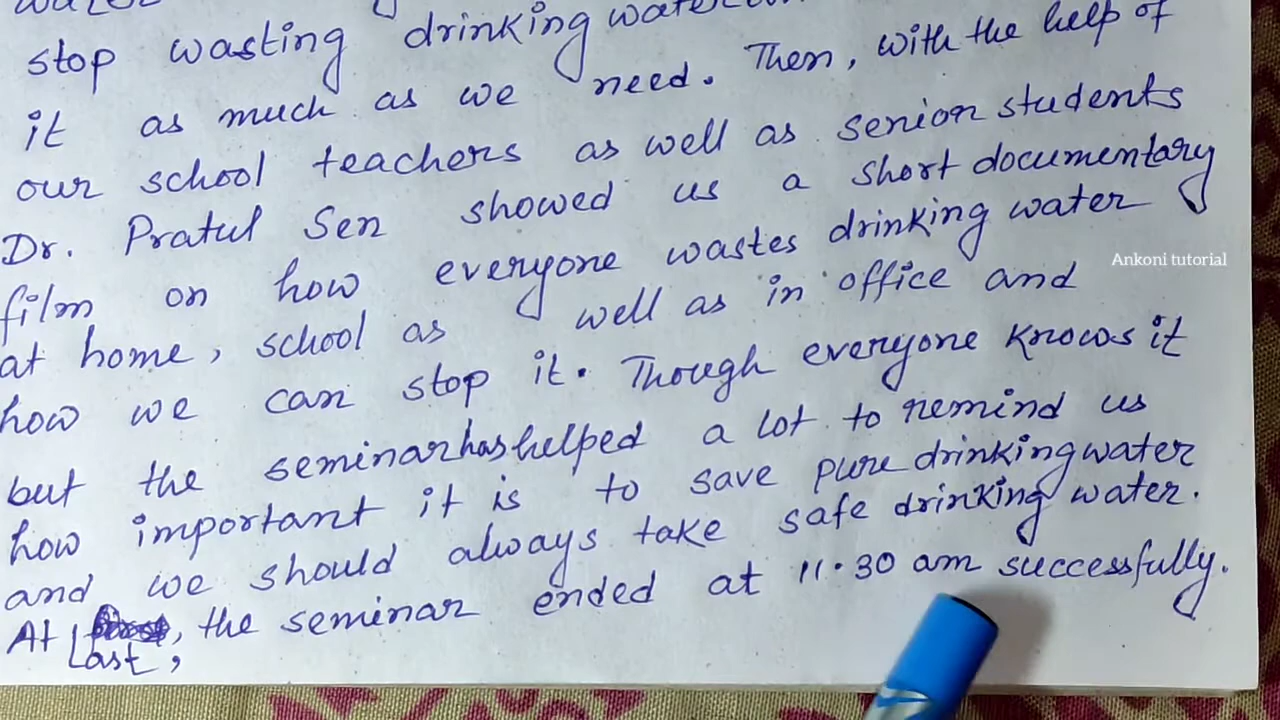 water
stop wasting drinking water
it as much as we need. Then, with the help of
our school teachers as well as senior students
Dr. Pratul Sen showed us a short documentary
film on how everyone wastes drinking water
at home, school as well as in office and
how we can stop it. Though everyone knows it
but the seminar has helped a lot to remind us
how important it is to save pure drinking water
and we should always take safe drinking water.
At Last, the seminar ended at 11.30 am successfully.
Ankoni tutorial